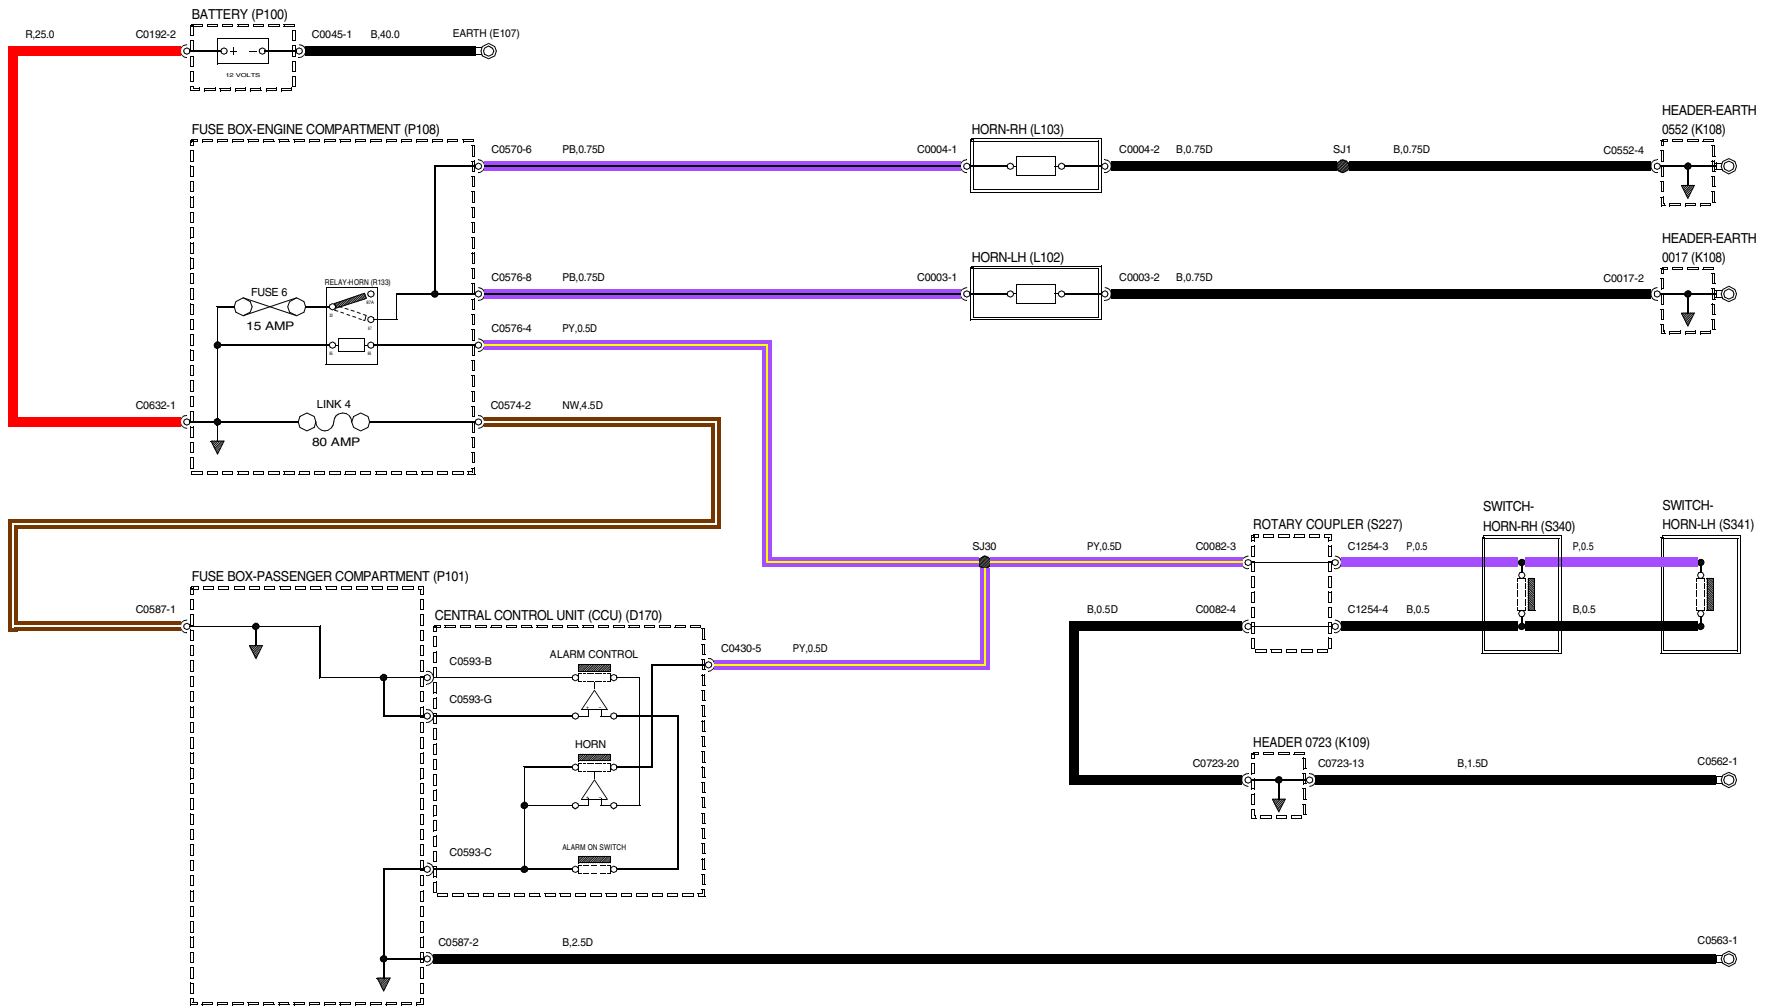 BATTERY (P100)
R,25.0
C0192-2
+ −
12 VOLTS
C0045-1
B,40.0
EARTH (E107)
FUSE BOX-ENGINE COMPARTMENT (P108)
C0570-6
PB,0.75D
C0004-1
HORN-RH (L103)
C0004-2
B,0.75D
SJ1
B,0.75D
C0552-4
HEADER-EARTH
0552 (K108)
C0576-8
PB,0.75D
C0003-1
HORN-LH (L102)
C0003-2
B,0.75D
C0017-2
HEADER-EARTH
0017 (K108)
FUSE 6
15 AMP
RELAY-HORN (R133)
87A
87
C0576-4
PY,0.5D
C0632-1
LINK 4
80 AMP
C0574-2
NW,4.5D
SJ30
PY,0.5D
C0082-3
ROTARY COUPLER (S227)
C1254-3
P,0.5
SWITCH-
HORN-RH (S340)
P,0.5
SWITCH-
HORN-LH (S341)
B,0.5D
C0082-4
C1254-4
B,0.5
B,0.5
FUSE BOX-PASSENGER COMPARTMENT (P101)
C0587-1
CENTRAL CONTROL UNIT (CCU) (D170)
C0593-B
ALARM CONTROL
C0430-5
PY,0.5D
C0593-G
HORN
C0593-C
ALARM ON SWITCH
HEADER 0723 (K109)
C0723-20
C0723-13
B,1.5D
C0562-1
C0587-2
B,2.5D
C0563-1